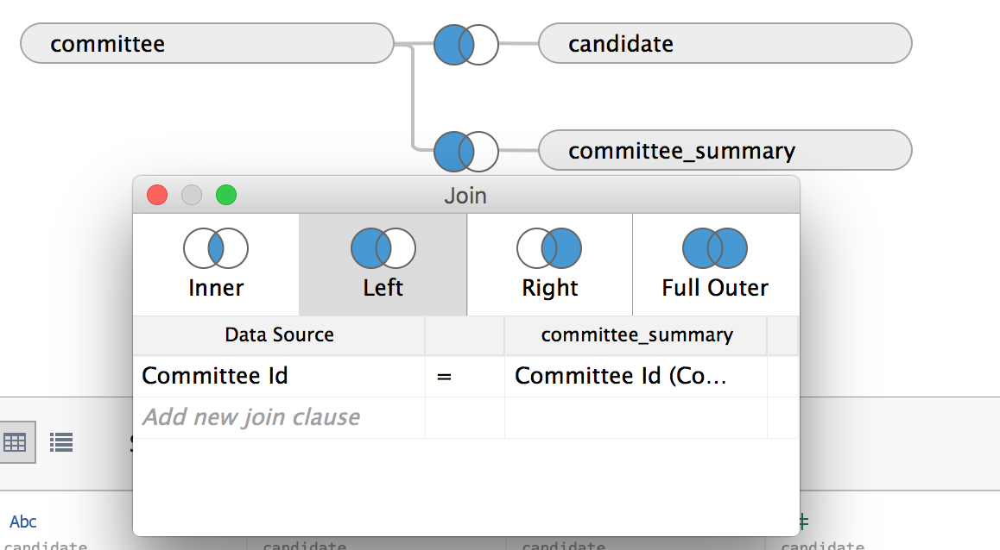 committee
candidate
committee_summary
Join
Inner
Left
Right
Full Outer
Data Source
committee_summary
Committee Id
=
Committee Id (Co...
Add new join clause
Abc
#
candidate
candidate
candidate
candidate